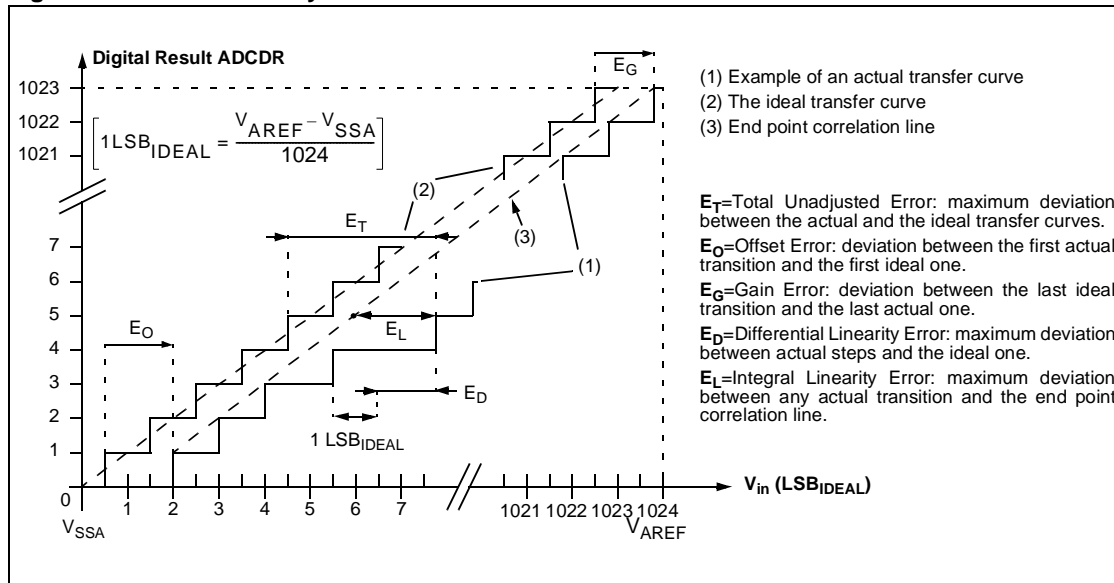 Digital Result ADCDR
E_G
1023
1022
1021
1LSB_IDEAL = (V_AREF – V_SSA) / 1024
(1) Example of an actual transfer curve
(2) The ideal transfer curve
(3) End point correlation line
(2)
E_T
(3)
(1)
7
6
5
4
3
2
1
0
E_O
E_L
E_D
1 LSB_IDEAL
E_T=Total Unadjusted Error: maximum deviation
between the actual and the ideal transfer curves.
E_O=Offset Error: deviation between the first actual
transition and the first ideal one.
E_G=Gain Error: deviation between the last ideal
transition and the last actual one.
E_D=Differential Linearity Error: maximum deviation
between actual steps and the ideal one.
E_L=Integral Linearity Error: maximum deviation
between any actual transition and the end point
correlation line.
V_in (LSB_IDEAL)
1 2 3 4 5 6 7 1021 1022 1023 1024
V_SSA
V_AREF